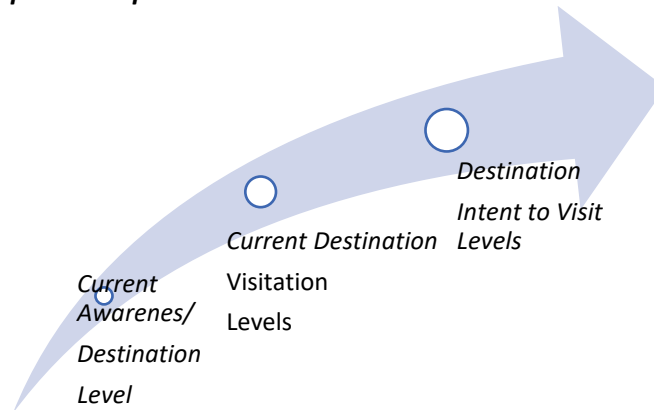 Current
Awarenes/
Destination
Level
Current Destination
Visitation
Levels
Destination
Intent to Visit
Levels